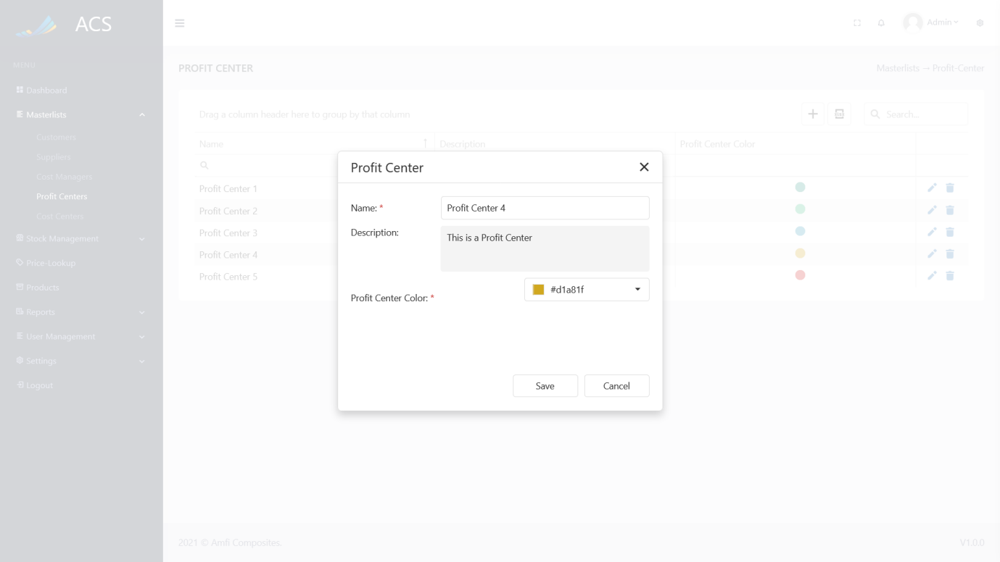 ACS
Admin
MENU
PROFIT CENTER
Masterlists → Profit-Center
Dashboard
Masterlists
Customers
Suppliers
Cost Managers
Profit Centers
Cost Centers
Stock Management
Price-Lookup
Products
Reports
User Management
Settings
Logout
Drag a column header here to group by that column
Search...
Name
Description
Profit Center Color
Profit Center 1
Profit Center 2
Profit Center 3
Profit Center 4
Profit Center 5
Profit Center
Name: *
Profit Center 4
Description:
This is a Profit Center
Profit Center Color: *
#d1a81f
Save
Cancel
2021 © Amfi Composites.
V1.0.0